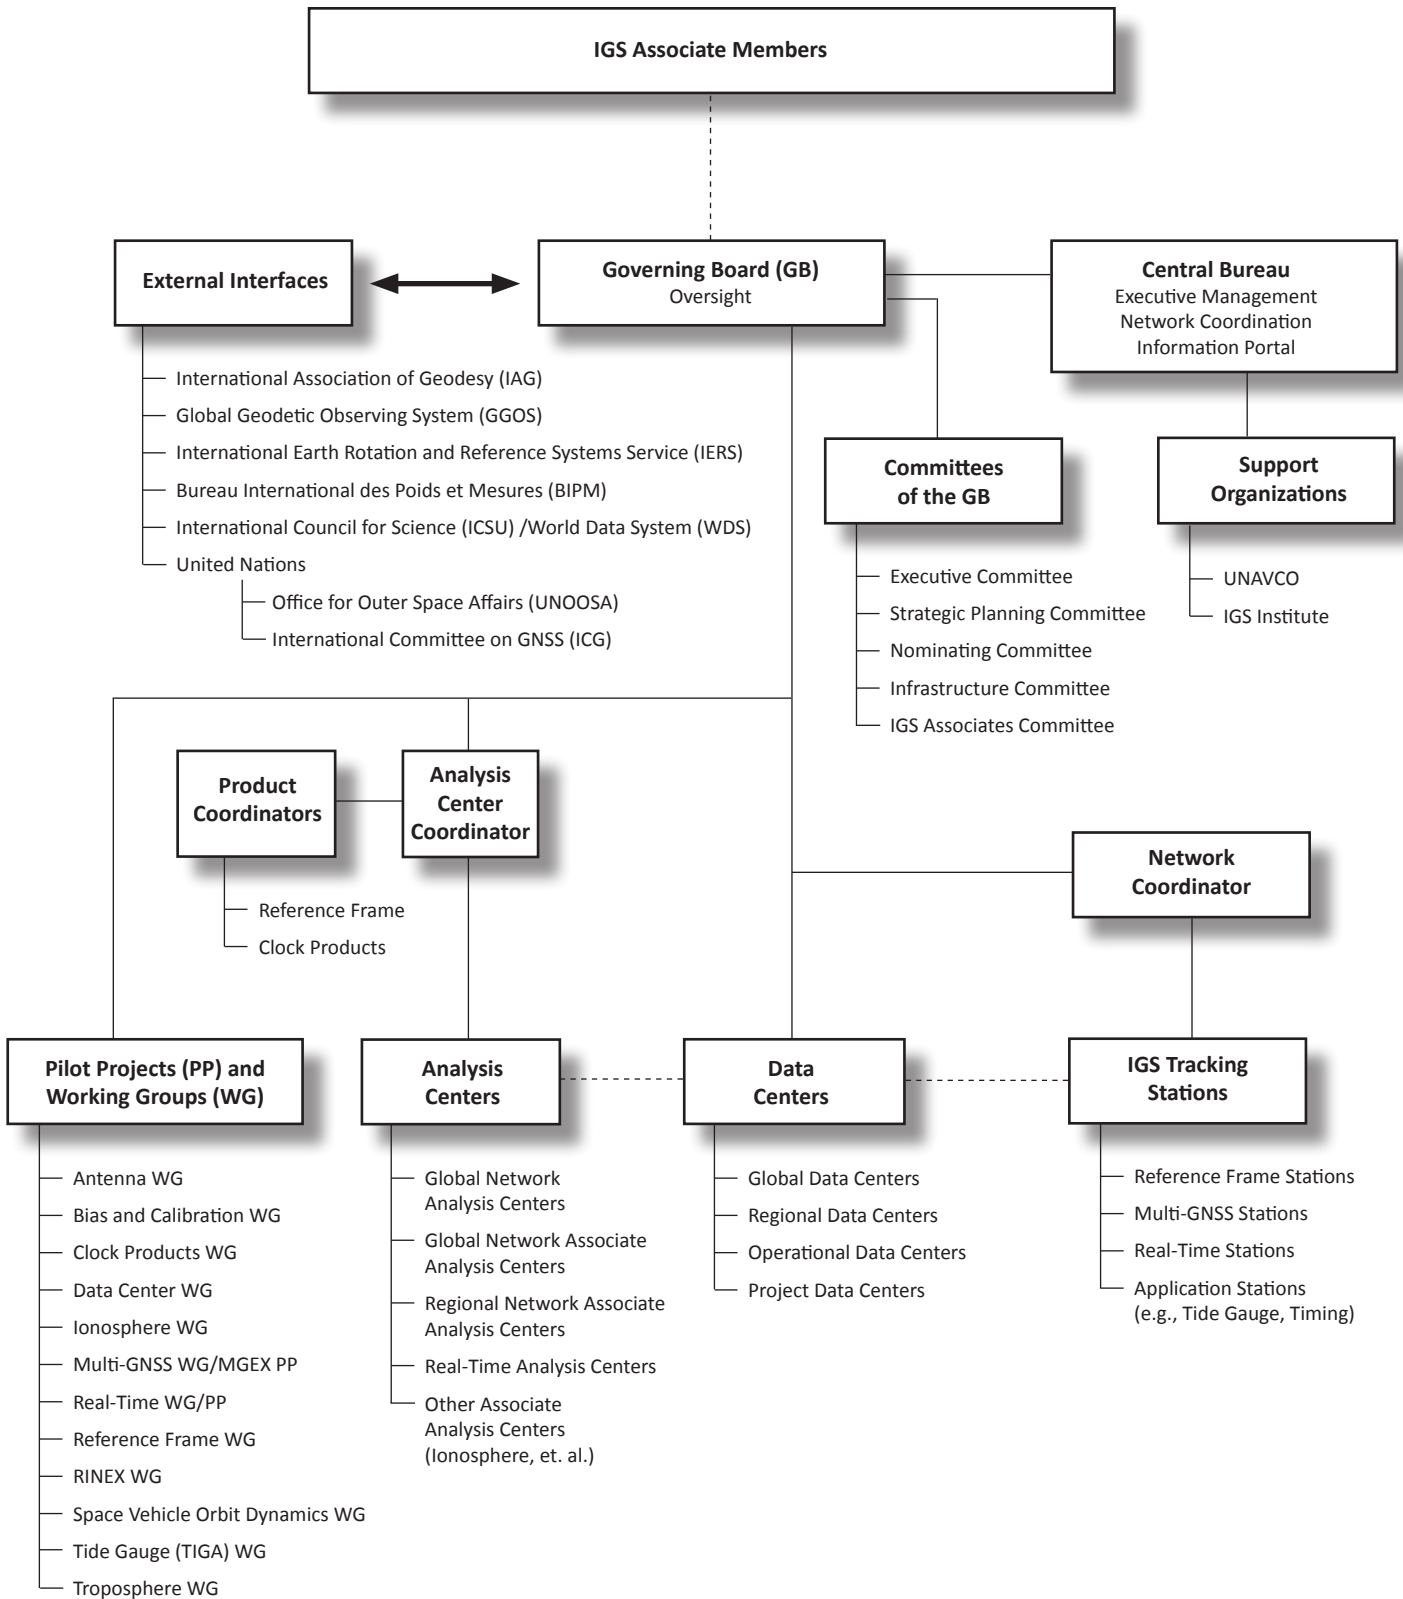 IGS Associate Members
External Interfaces
Governing Board (GB)
Oversight
Central Bureau
Executive Management
Network Coordination
Information Portal
International Association of Geodesy (IAG)
Global Geodetic Observing System (GGOS)
International Earth Rotation and Reference Systems Service (IERS)
Bureau International des Poids et Mesures (BIPM)
International Council for Science (ICSU) /World Data System (WDS)
United Nations
Office for Outer Space Affairs (UNOOSA)
International Committee on GNSS (ICG)
Committees
of the GB
Executive Committee
Strategic Planning Committee
Nominating Committee
Infrastructure Committee
IGS Associates Committee
Support
Organizations
UNAVCO
IGS Institute
Product
Coordinators
Reference Frame
Clock Products
Analysis
Center
Coordinator
Network
Coordinator
Pilot Projects (PP) and
Working Groups (WG)
Antenna WG
Bias and Calibration WG
Clock Products WG
Data Center WG
Ionosphere WG
Multi-GNSS WG/MGEX PP
Real-Time WG/PP
Reference Frame WG
RINEX WG
Space Vehicle Orbit Dynamics WG
Tide Gauge (TIGA) WG
Troposphere WG
Analysis
Centers
Global Network
Analysis Centers
Global Network Associate
Analysis Centers
Regional Network Associate
Analysis Centers
Real-Time Analysis Centers
Other Associate
Analysis Centers
(Ionosphere, et. al.)
Data
Centers
Global Data Centers
Regional Data Centers
Operational Data Centers
Project Data Centers
IGS Tracking
Stations
Reference Frame Stations
Multi-GNSS Stations
Real-Time Stations
Application Stations
(e.g., Tide Gauge, Timing)